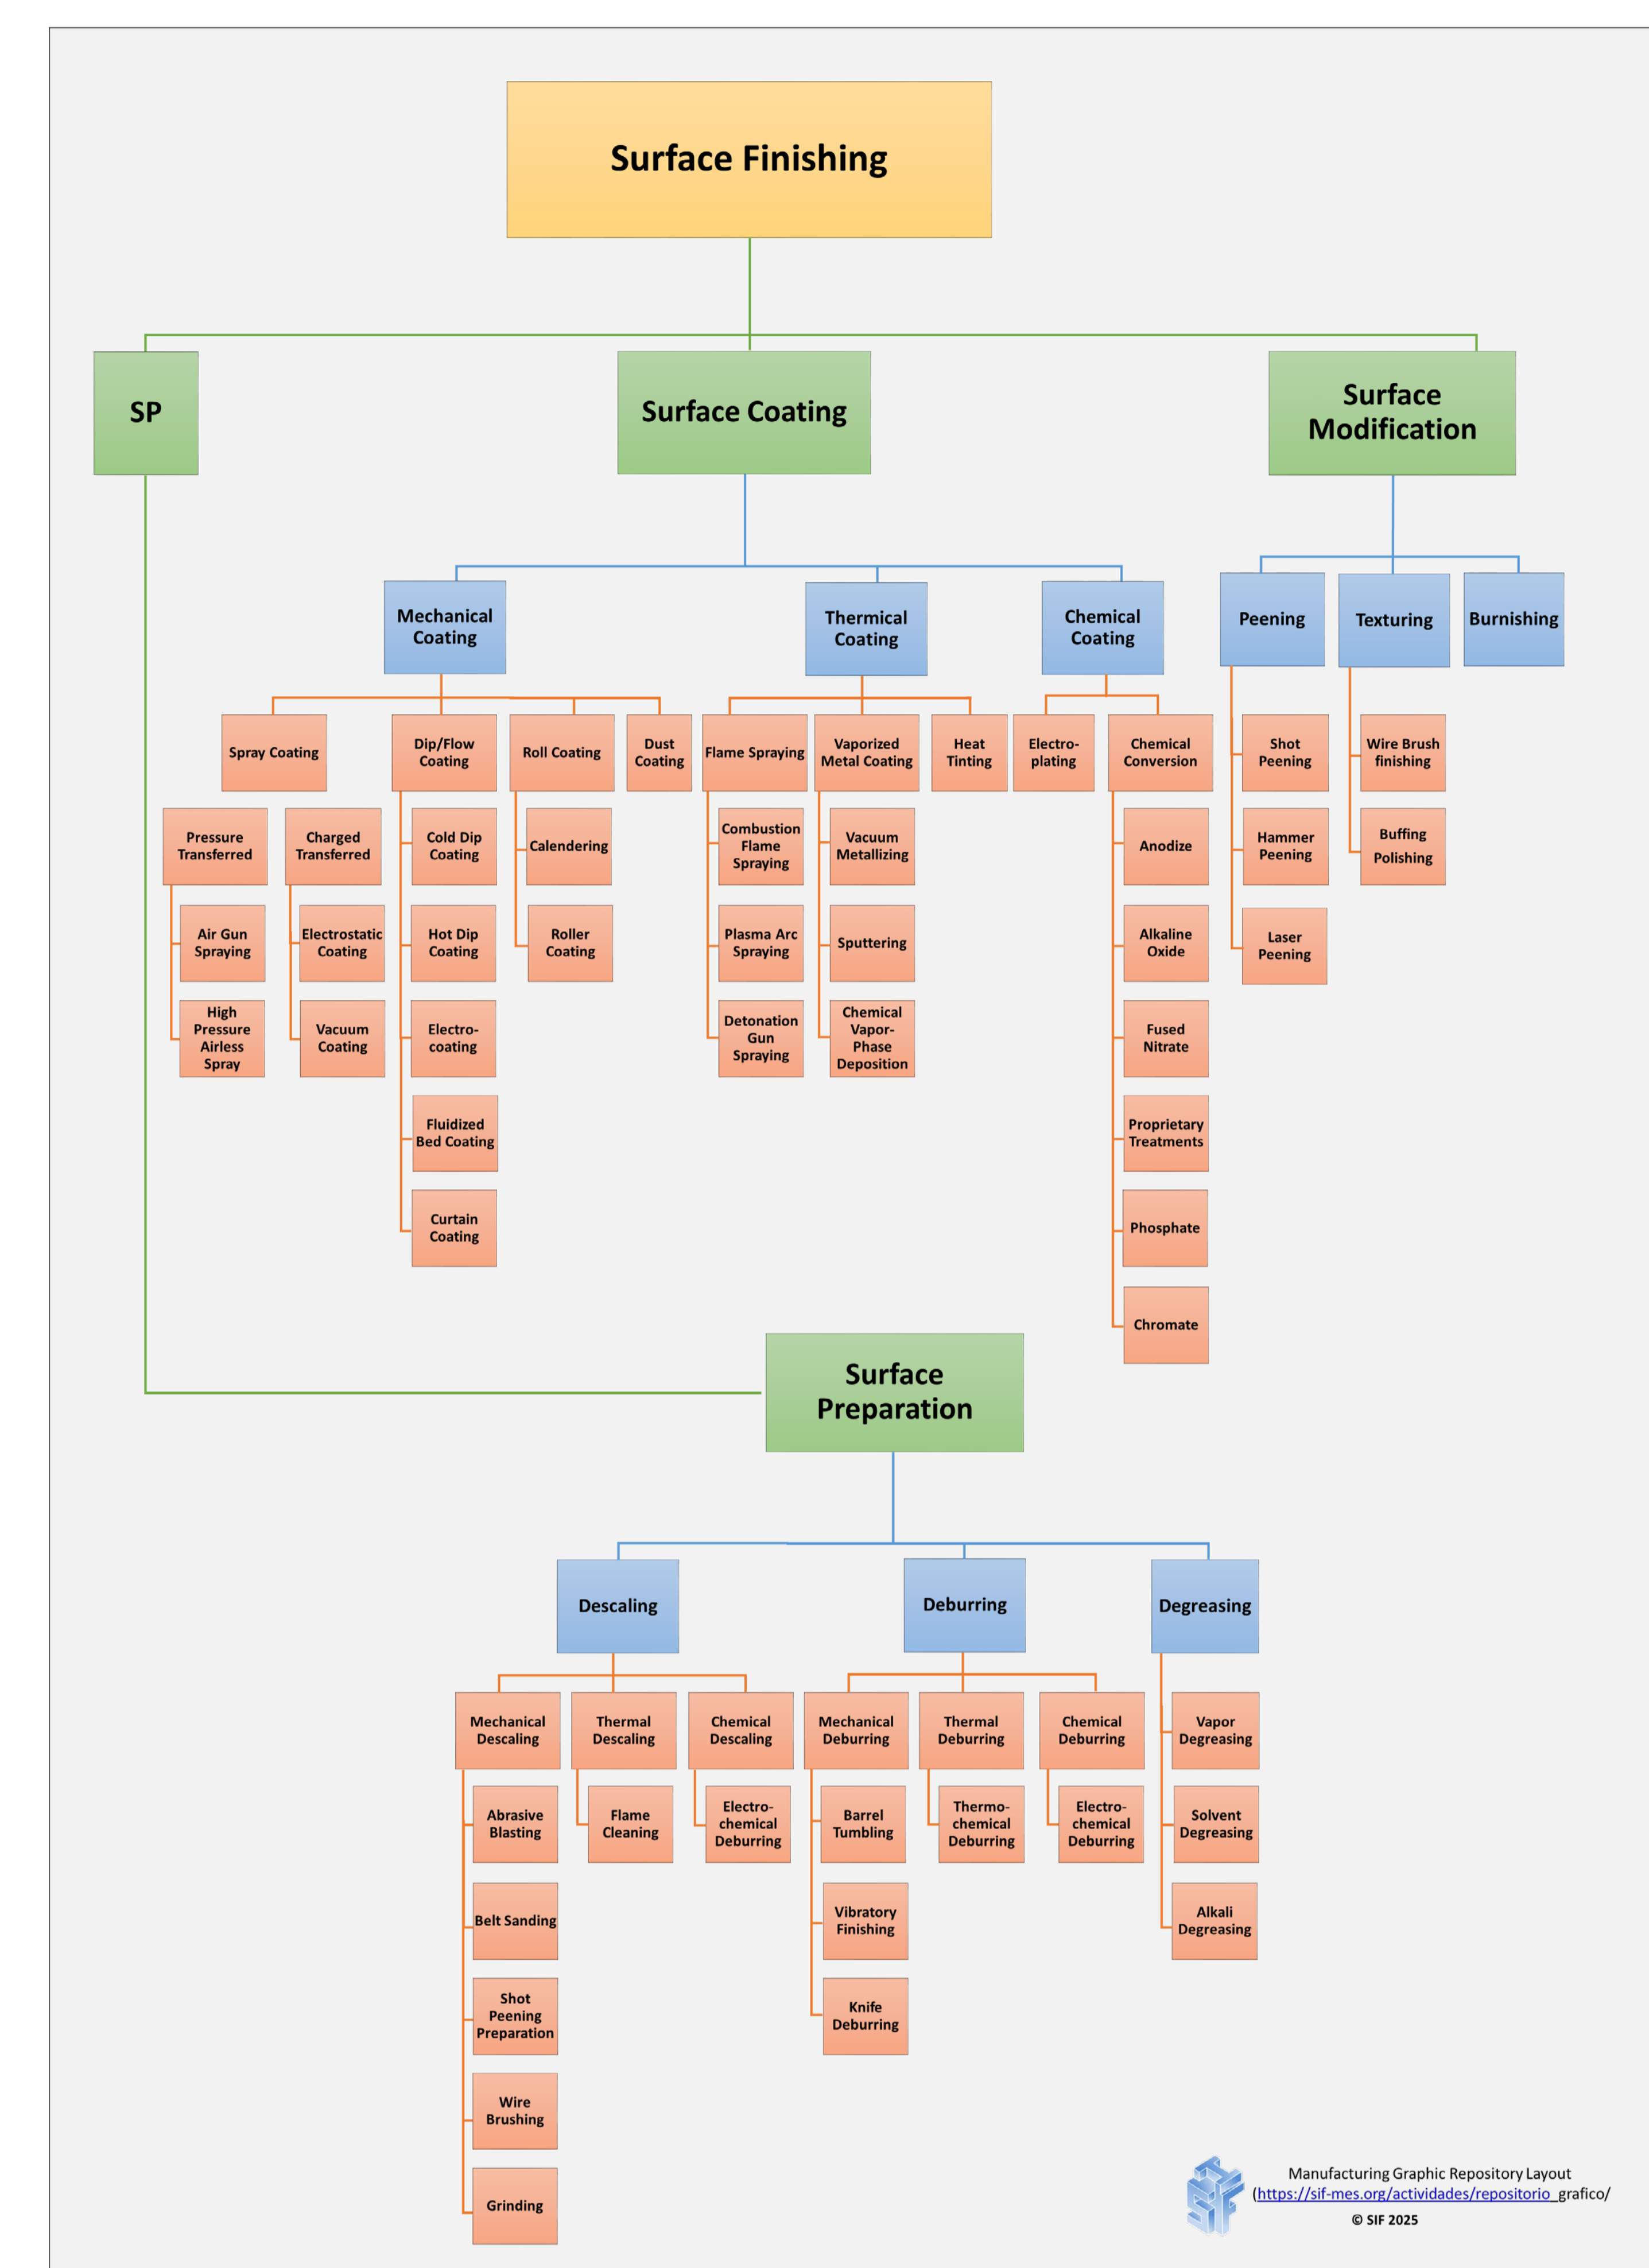 Surface Finishing
SP
Surface Coating
Surface
Modification
Mechanical
Coating
Thermical
Coating
Chemical
Coating
Peening
Texturing
Burnishing
Spray Coating
Dip/Flow
Coating
Roll Coating
Dust
Coating
Flame Spraying
Vaporized
Metal Coating
Heat
Tinting
Electro-
plating
Chemical
Conversion
Shot
Peening
Wire Brush
finishing
Pressure
Transferred
Charged
Transferred
Cold Dip
Coating
Calendering
Combustion
Flame
Spraying
Vacuum
Metallizing
Anodize
Hammer
Peening
Buffing
Polishing
Air Gun
Spraying
Electrostatic
Coating
Hot Dip
Coating
Roller
Coating
Plasma Arc
Spraying
Sputtering
Alkaline
Oxide
Laser
Peening
High
Pressure
Airless
Spray
Vacuum
Coating
Electro-
coating
Detonation
Gun
Spraying
Chemical
Vapor-
Phase
Deposition
Fused
Nitrate
Fluidized
Bed Coating
Proprietary
Treatments
Curtain
Coating
Phosphate
Chromate
Surface
Preparation
Descaling
Deburring
Degreasing
Mechanical
Descaling
Thermal
Descaling
Chemical
Descaling
Mechanical
Deburring
Thermal
Deburring
Chemical
Deburring
Vapor
Degreasing
Abrasive
Blasting
Flame
Cleaning
Electro-
chemical
Deburring
Barrel
Tumbling
Thermo-
chemical
Deburring
Electro-
chemical
Deburring
Solvent
Degreasing
Belt Sanding
Vibratory
Finishing
Alkali
Degreasing
Shot
Peening
Preparation
Knife
Deburring
Wire
Brushing
Grinding
SIF
Manufacturing Graphic Repository Layout
(https://sif-mes.org/actividades/repositorio_grafico/
© SIF 2025